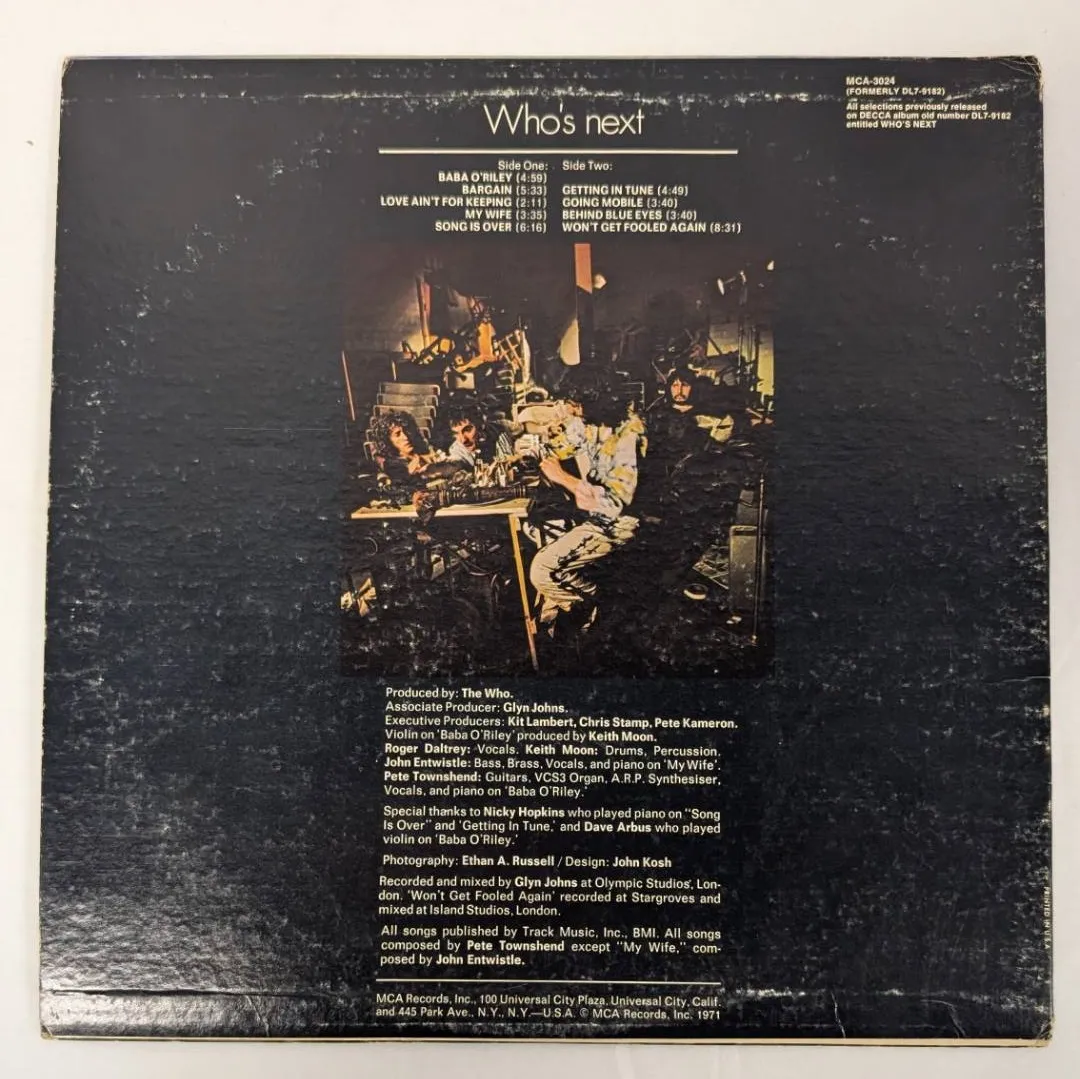 MCA-3024
(FORMERLY DL7-9182)
All selections previously released
on DECCA album old number DL7-9182
entitled WHO'S NEXT
Who's next
Side One:
BABA O'RILEY (4:59)
BARGAIN (5:33)
LOVE AIN'T FOR KEEPING (2:11)
MY WIFE (3:35)
SONG IS OVER (6:16)
Side Two:
GETTING IN TUNE (4:49)
GOING MOBILE (3:40)
BEHIND BLUE EYES (3:40)
WON'T GET FOOLED AGAIN (8:31)
Produced by: The Who.
Associate Producer: Glyn Johns.
Executive Producers: Kit Lambert, Chris Stamp, Pete Kameron.
Violin on 'Baba O'Riley' produced by Keith Moon.
Roger Daltrey: Vocals. Keith Moon: Drums, Percussion.
John Entwistle: Bass, Brass, Vocals, and piano on 'My Wife'.
Pete Townshend: Guitars, VCS3 Organ, A.R.P. Synthesiser,
Vocals, and piano on 'Baba O'Riley.'
Special thanks to Nicky Hopkins who played piano on "Song
Is Over" and 'Getting In Tune,' and Dave Arbus who played
violin on 'Baba O'Riley.'
Photography: Ethan A. Russell / Design: John Kosh
Recorded and mixed by Glyn Johns at Olympic Studios, Lon-
don. 'Won't Get Fooled Again' recorded at Stargroves and
mixed at Island Studios, London.
All songs published by Track Music, Inc., BMI. All songs
composed by Pete Townshend except "My Wife," com-
posed by John Entwistle.
MCA Records, Inc., 100 Universal City Plaza, Universal City, Calif.
and 445 Park Ave., N.Y., N.Y.—U.S.A. © MCA Records, Inc. 1971
PRINTED IN U.S.A.